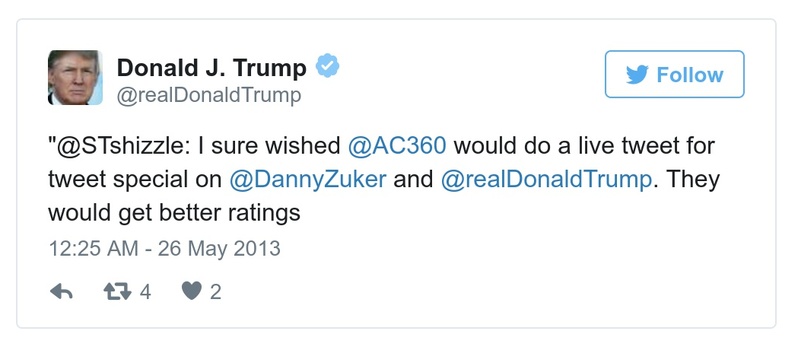 Donald J. Trump
@realDonaldTrump
Follow
"@STshizzle: I sure wished @AC360 would do a live tweet for
tweet special on @DannyZuker and @realDonaldTrump. They
would get better ratings
12:25 AM - 26 May 2013
4 2